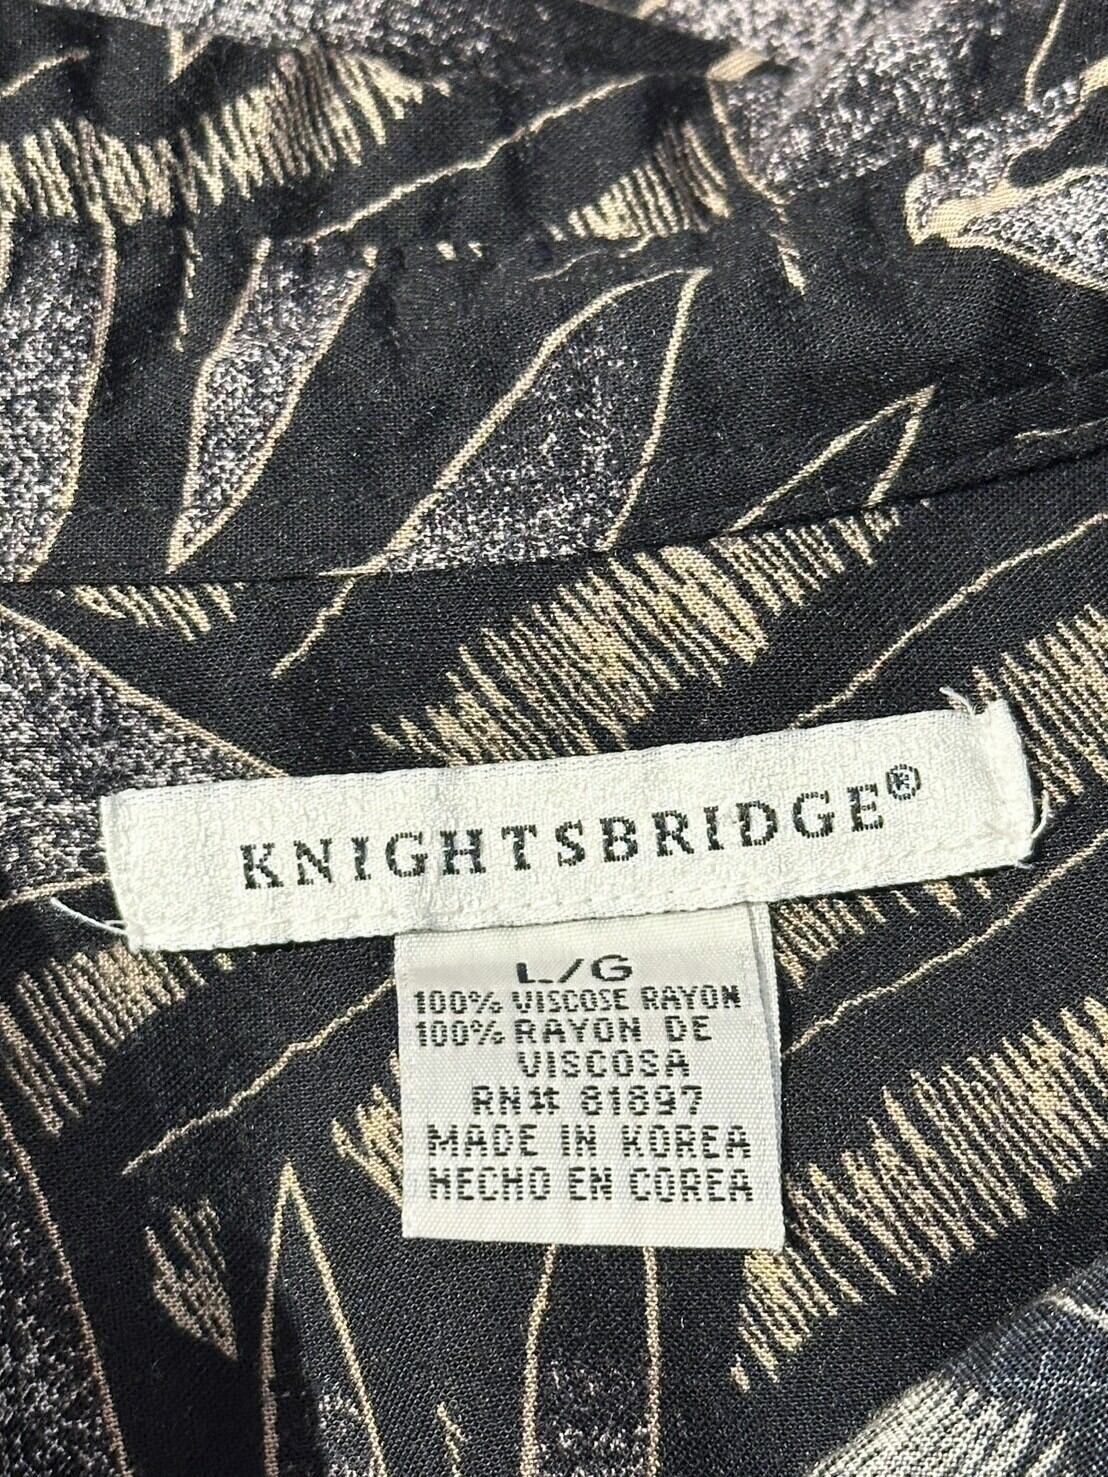 KNIGHTSBRIDGE®
L/G
100% VISCOSE RAYON
100% RAYON DE
VISCOSA
RN# 81897
MADE IN KOREA
HECHO EN COREA